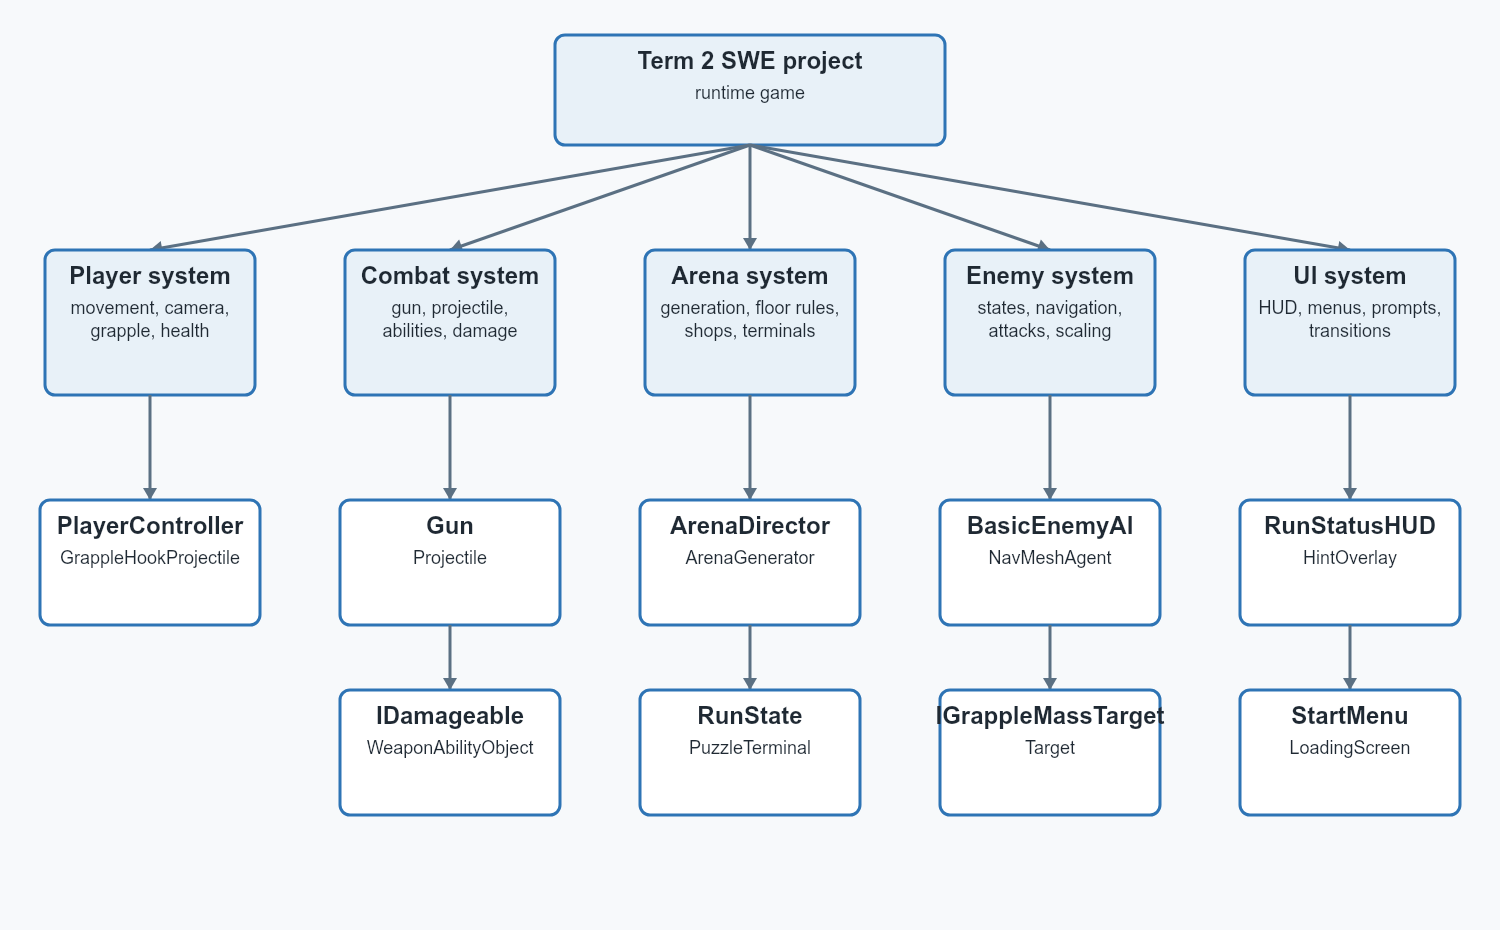 Term 2 SWE project
runtime game
Player system
movement, camera,
grapple, health
Combat system
gun, projectile,
abilities, damage
Arena system
generation, floor rules,
shops, terminals
Enemy system
states, navigation,
attacks, scaling
UI system
HUD, menus, prompts,
transitions
PlayerController
GrappleHookProjectile
Gun
Projectile
ArenaDirector
ArenaGenerator
BasicEnemyAI
NavMeshAgent
RunStatusHUD
HintOverlay
IDamageable
WeaponAbilityObject
RunState
PuzzleTerminal
IGrappleMassTarget
Target
StartMenu
LoadingScreen